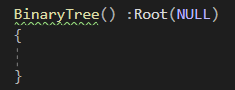 BinaryTree() :Root(NULL)
{
}